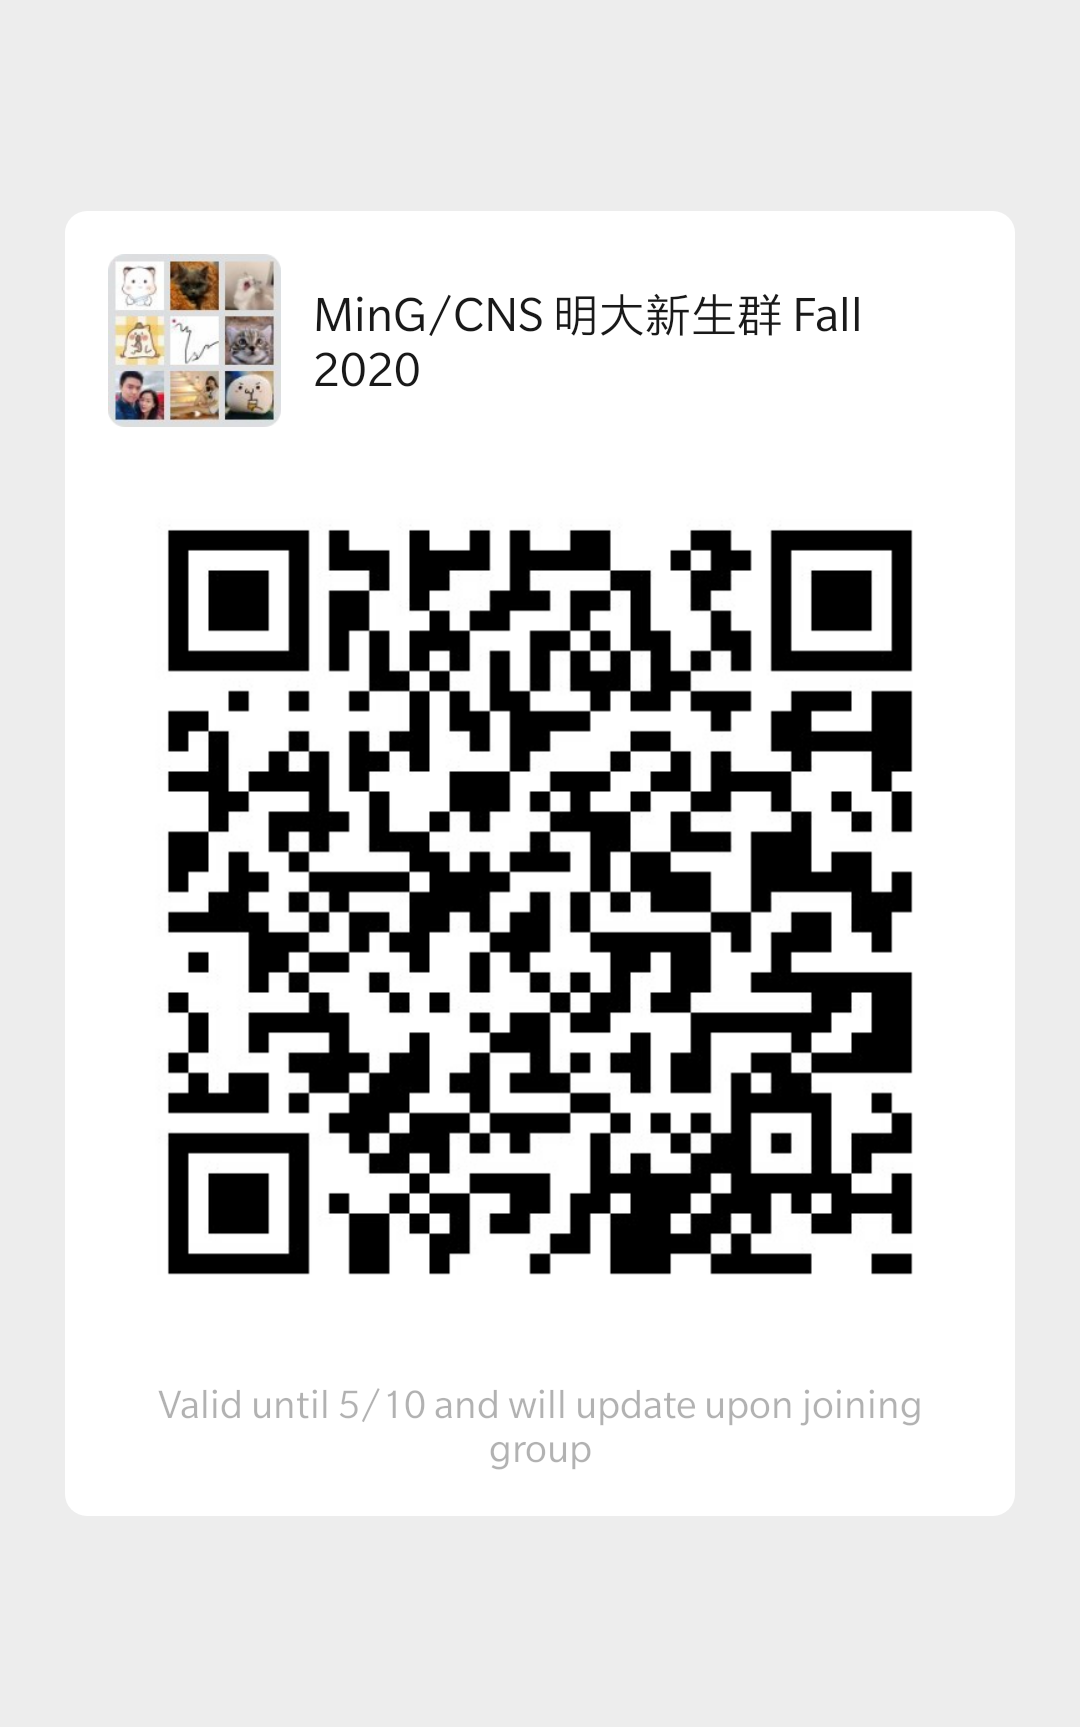 MinG/CNS 明大新生群 Fall
2020
Valid until 5/10 and will update upon joining
group